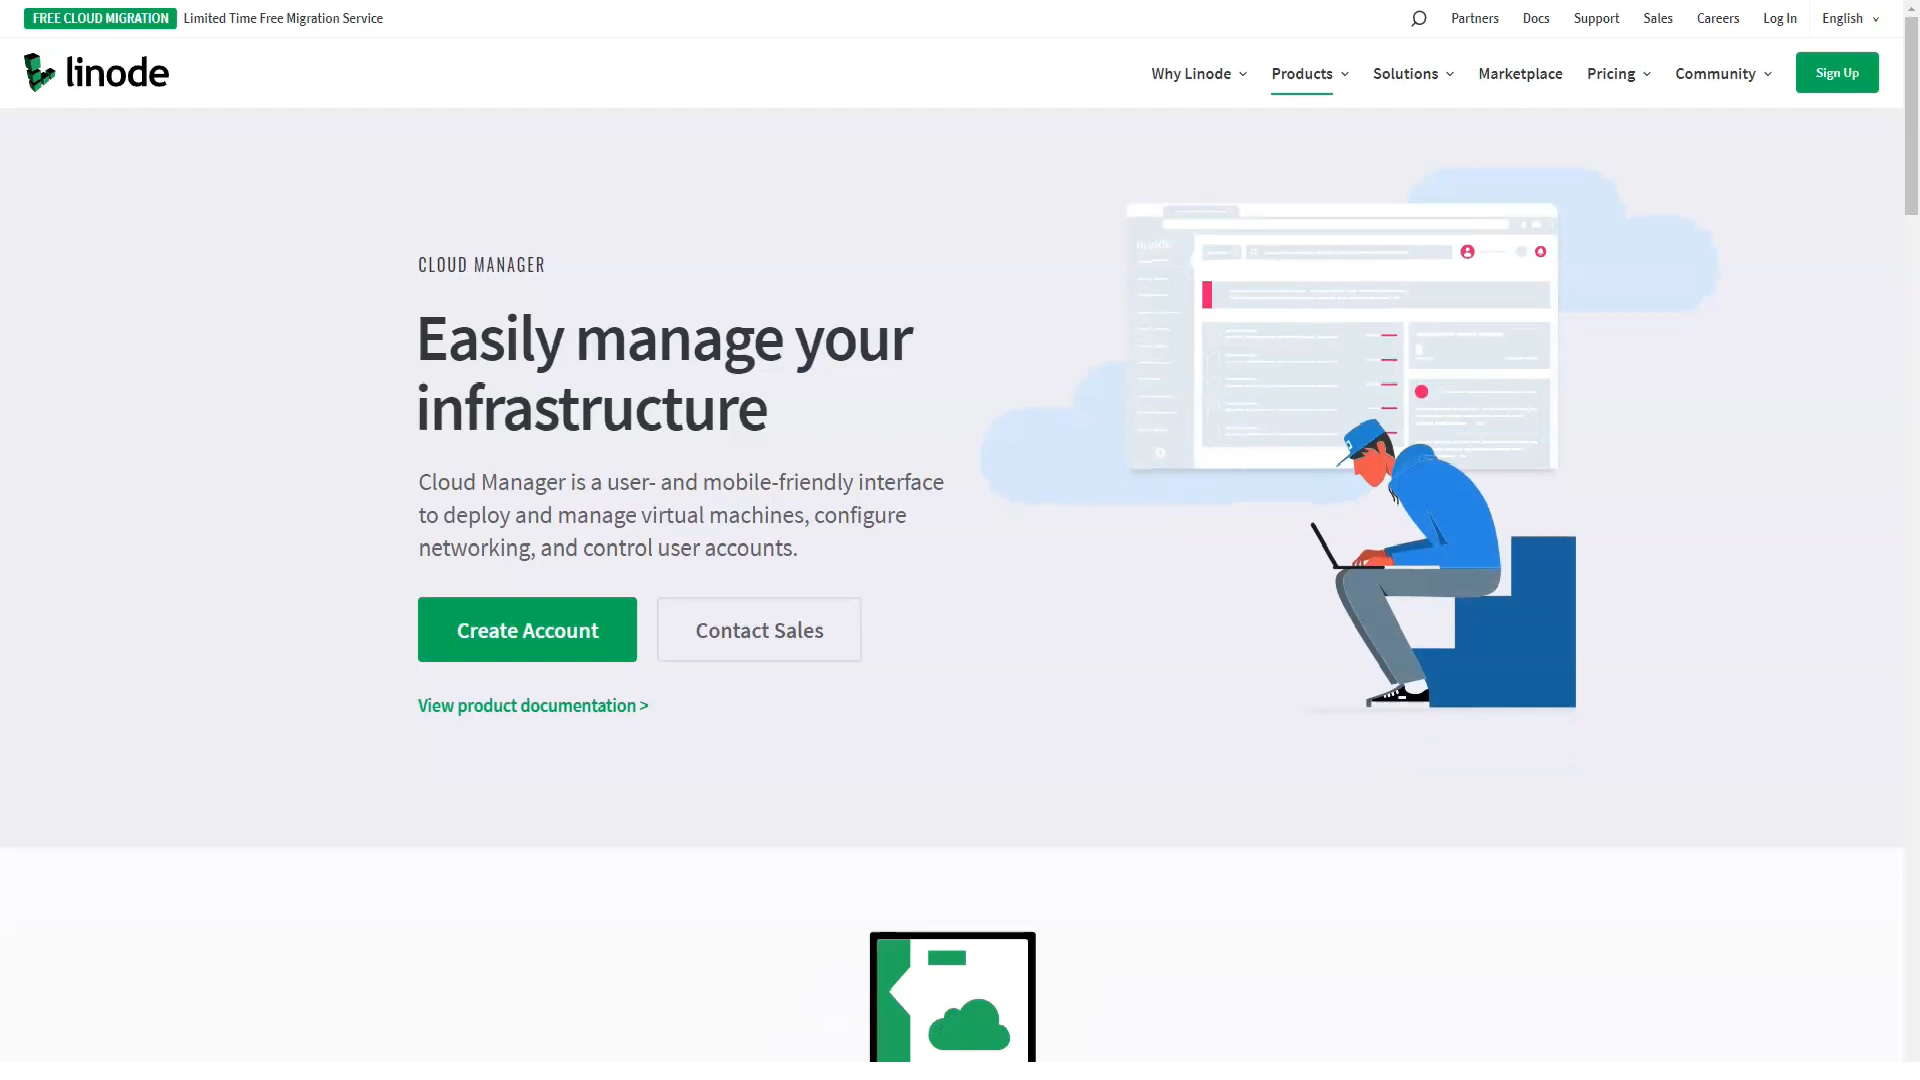 FREE CLOUD MIGRATION Limited Time Free Migration Service
Partners Docs Support Sales Careers Log In English
linode
Why Linode Products Solutions Marketplace Pricing Community Sign Up
linode
CLOUD MANAGER
Easily manage your
infrastructure
Cloud Manager is a user- and mobile-friendly interface
to deploy and manage virtual machines, configure
networking, and control user accounts.
Create Account Contact Sales
View product documentation >